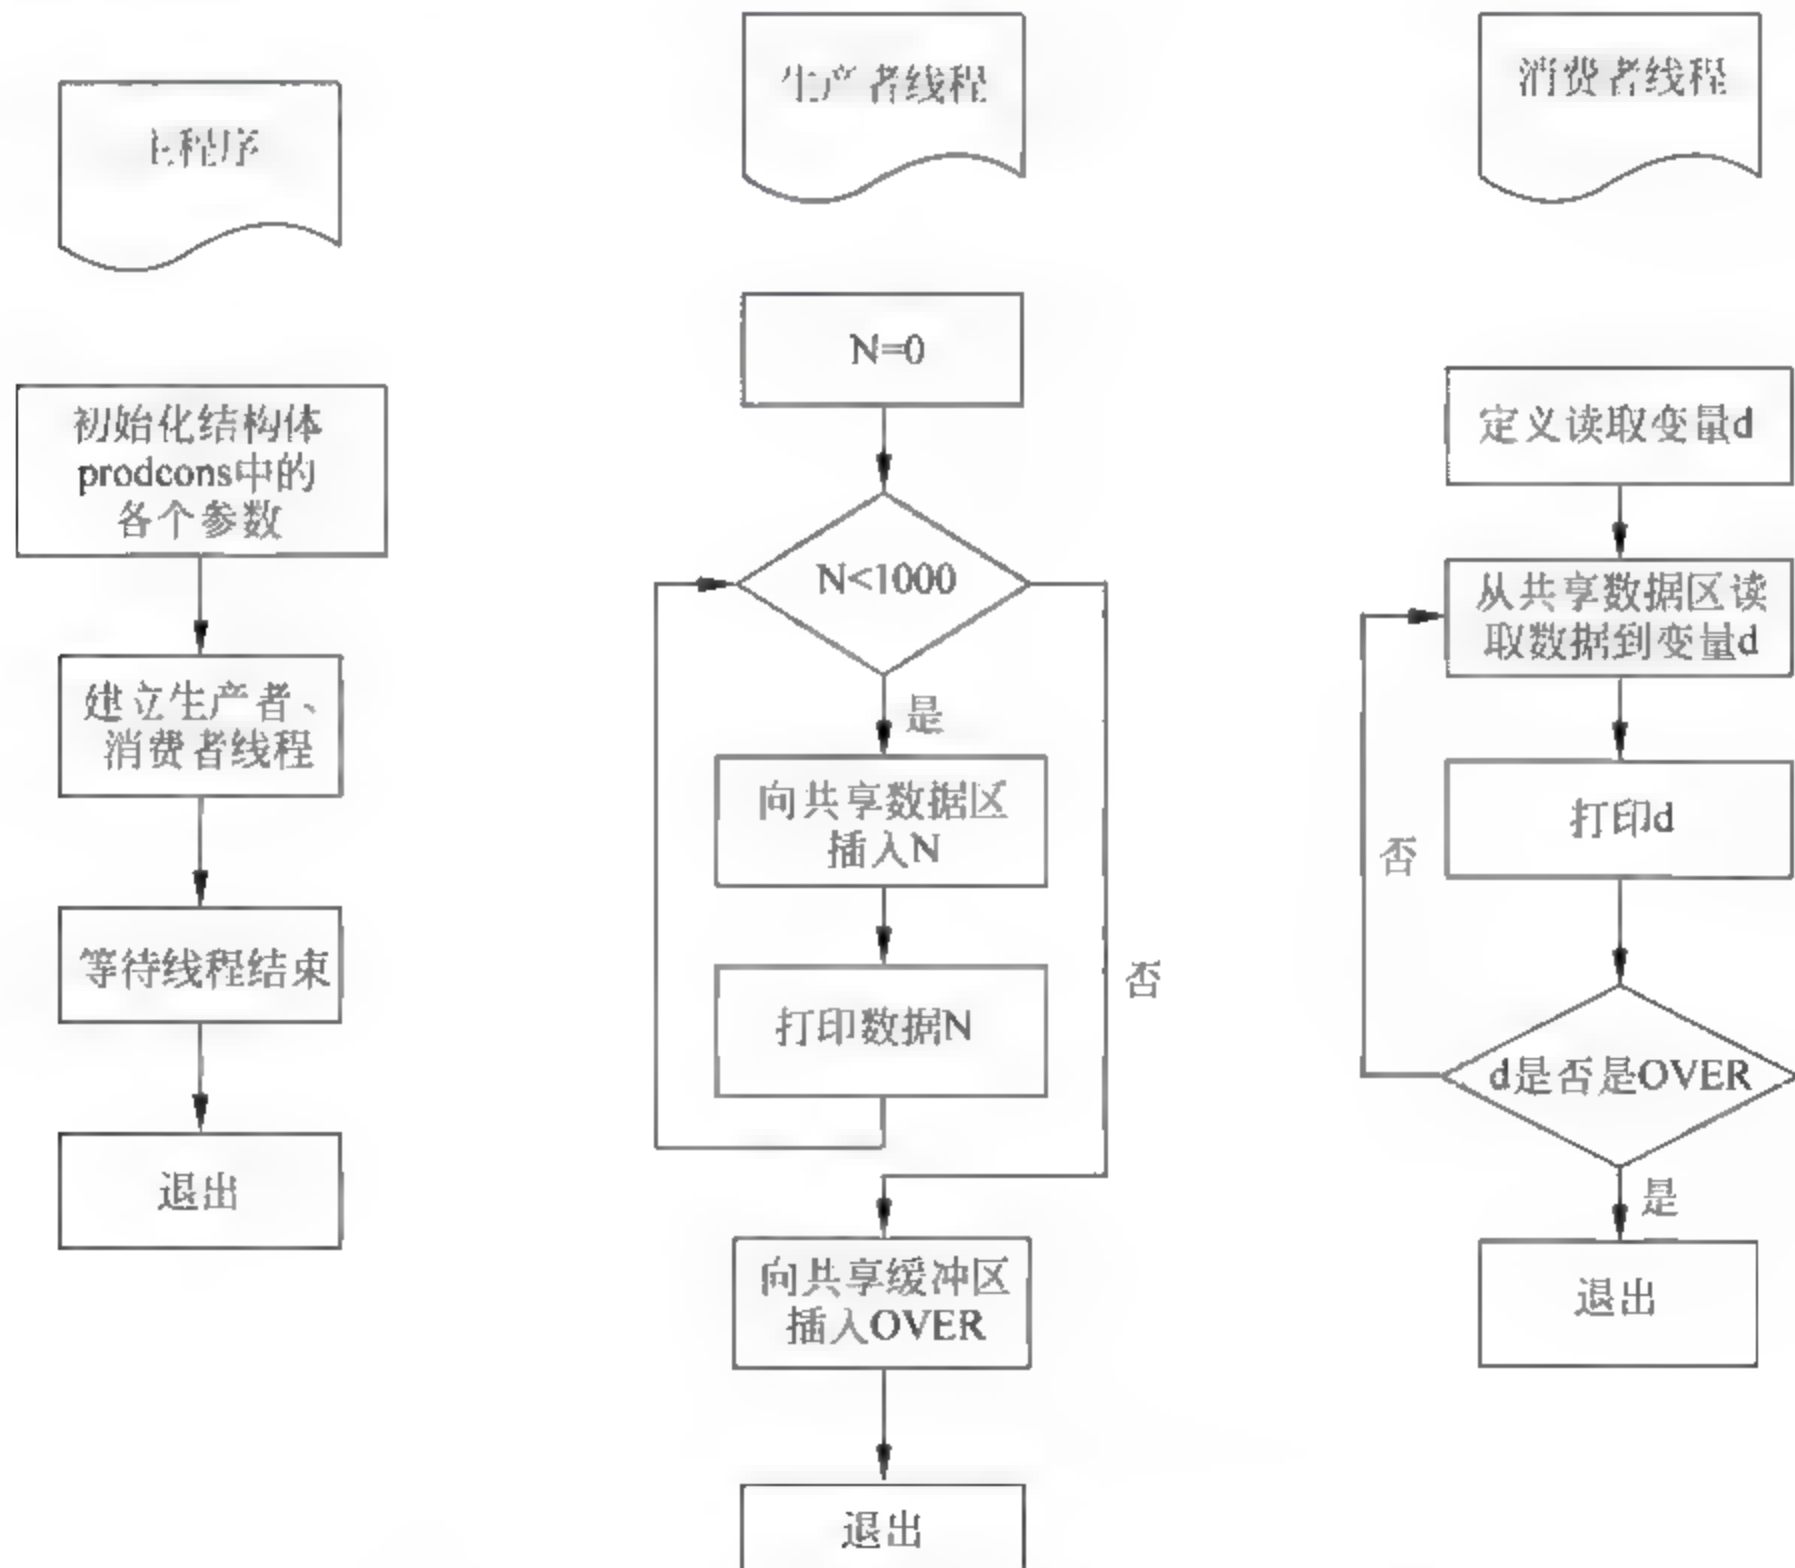 主程序
初始化结构体
prodcons中的
各个参数
建立生产者、
消费者线程
等待线程结束
退出
生产者线程
N=0
N<1000
是
向共享数据区
插入N
打印数据N
否
向共享缓冲区
插入OVER
退出
消费者线程
定义读取变量d
从共享数据区读
取数据到变量d
打印d
否
d是否是OVER
是
退出